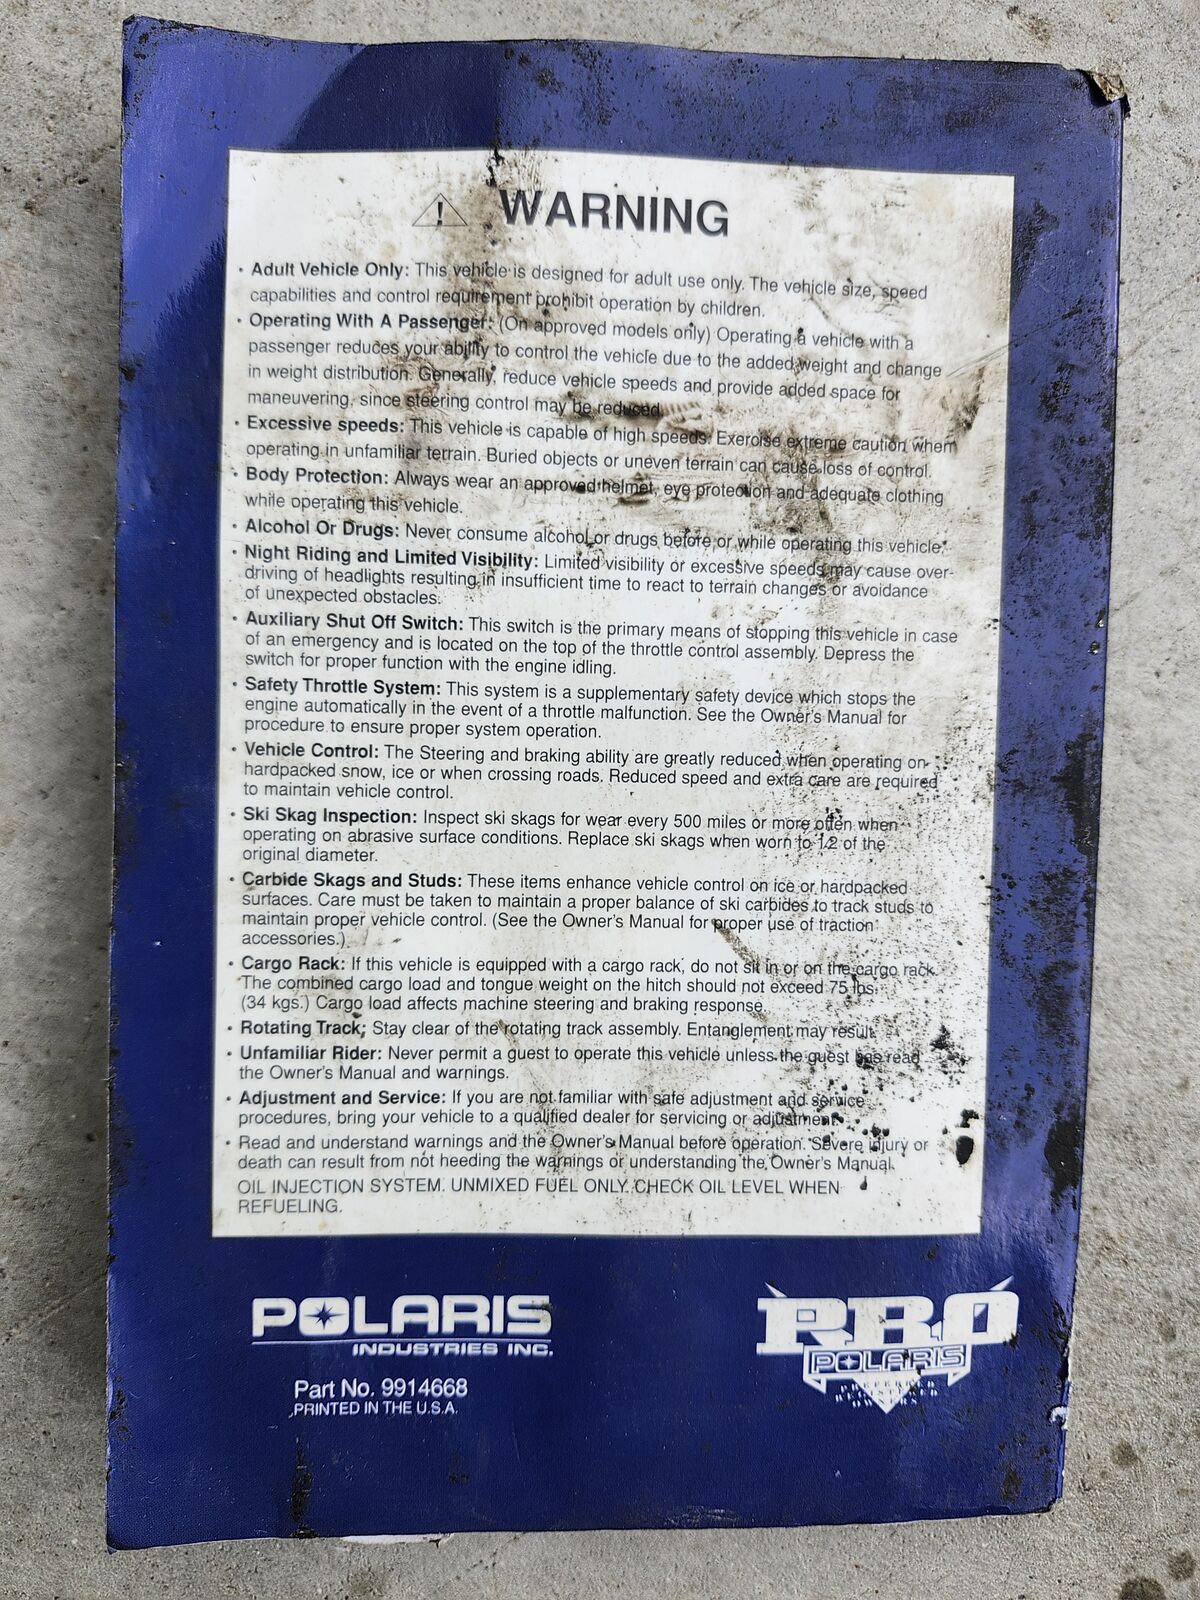 ! WARNING
• Adult Vehicle Only: This vehicle is designed for adult use only. The vehicle size, speed
capabilities and control requirement prohibit operation by children.
• Operating With A Passenger: (On approved models only) Operating a vehicle with a
passenger reduces your ability to control the vehicle due to the added weight and change
in weight distribution. Generally, reduce vehicle speeds and provide added space for
maneuvering, since steering control may be reduced.
• Excessive speeds: This vehicle is capable of high speeds. Exercise extreme caution when
operating in unfamiliar terrain. Buried objects or uneven terrain can cause loss of control.
• Body Protection: Always wear an approved helmet, eye protection and adequate clothing
while operating this vehicle.
• Alcohol Or Drugs: Never consume alcohol or drugs before or while operating this vehicle.
• Night Riding and Limited Visibility: Limited visibility or excessive speeds may cause over-
driving of headlights resulting in insufficient time to react to terrain changes or avoidance
of unexpected obstacles.
• Auxiliary Shut Off Switch: This switch is the primary means of stopping this vehicle in case
of an emergency and is located on the top of the throttle control assembly. Depress the
switch for proper function with the engine idling.
• Safety Throttle System: This system is a supplementary safety device which stops the
engine automatically in the event of a throttle malfunction. See the Owner's Manual for
procedure to ensure proper system operation.
• Vehicle Control: The Steering and braking ability are greatly reduced when operating on
hardpacked snow, ice or when crossing roads. Reduced speed and extra care are required
to maintain vehicle control.
• Ski Skag Inspection: Inspect ski skags for wear every 500 miles or more often when
operating on abrasive surface conditions. Replace ski skags when worn to 1/2 of the
original diameter.
• Carbide Skags and Studs: These items enhance vehicle control on ice or hardpacked
surfaces. Care must be taken to maintain a proper balance of ski carbides to track studs to
maintain proper vehicle control. (See the Owner's Manual for proper use of traction
accessories.)
• Cargo Rack: If this vehicle is equipped with a cargo rack, do not sit in or on the cargo rack.
The combined cargo load and tongue weight on the hitch should not exceed 75 lbs.
(34 kgs.) Cargo load affects machine steering and braking response.
• Rotating Track; Stay clear of the rotating track assembly. Entanglement may result.
• Unfamiliar Rider: Never permit a guest to operate this vehicle unless the guest has read
the Owner's Manual and warnings.
• Adjustment and Service: If you are not familiar with safe adjustment and service
procedures, bring your vehicle to a qualified dealer for servicing or adjustment.
• Read and understand warnings and the Owner's Manual before operation. Severe injury or
death can result from not heeding the warnings or understanding the Owner's Manual.
OIL INJECTION SYSTEM. UNMIXED FUEL ONLY. CHECK OIL LEVEL WHEN
REFUELING.
POLARIS
INDUSTRIES INC.
Part No. 9914668
PRINTED IN THE U.S.A.
PRO
POLARIS